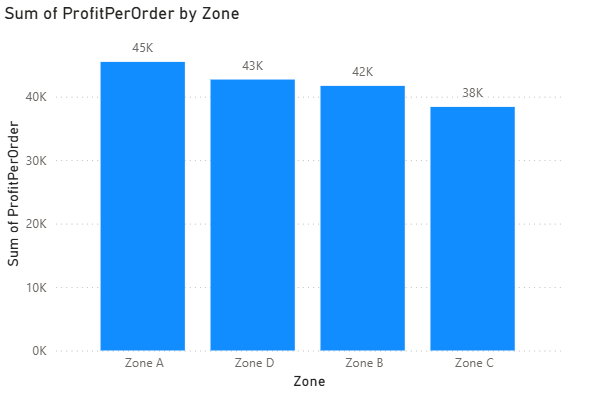 Sum of ProfitPerOrder by Zone
Sum of ProfitPerOrder
45K
43K
42K
38K
40K
30K
20K
10K
0K
Zone A
Zone D
Zone B
Zone C
Zone